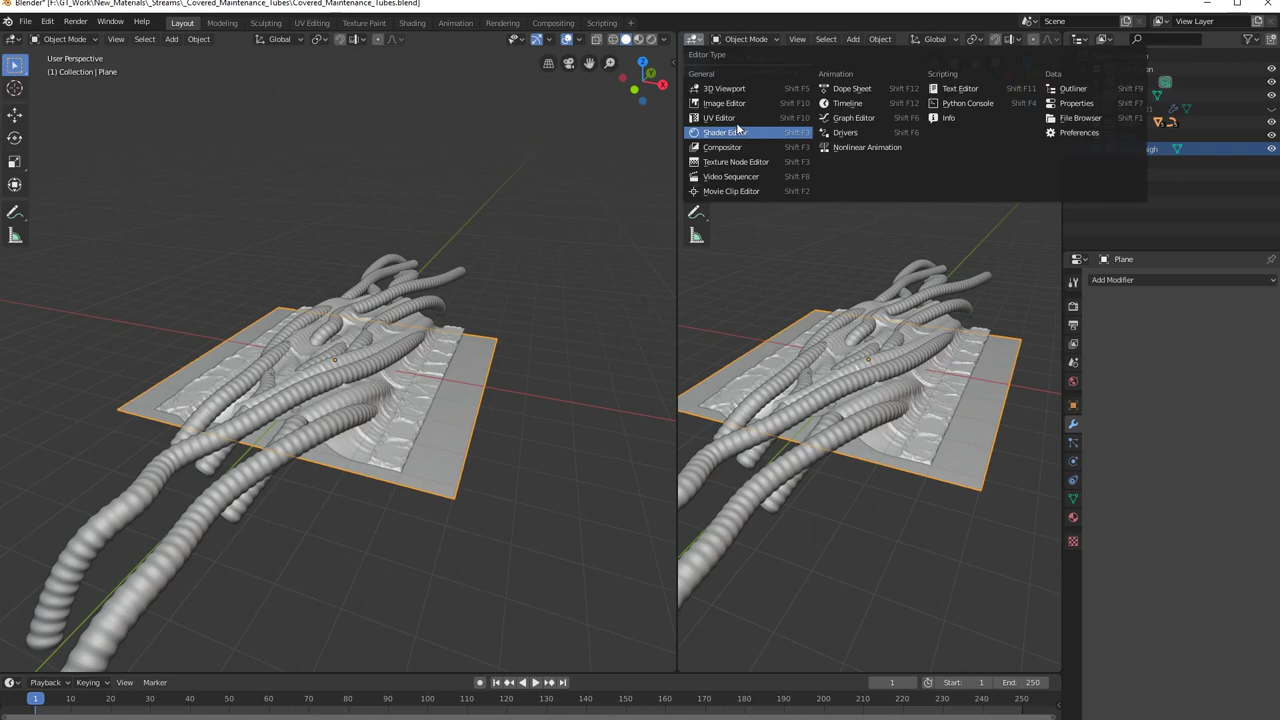 Blender* [F:\GT_Work\New_Materials\_Streams\_Covered_Maintenance_Tubes\Covered_Maintenance_Tubes.blend]
File Edit Render Window Help Layout Modeling Sculpting UV Editing Texture Paint Shading Animation Rendering Compositing Scripting Scene View Layer
Object Mode View Select Add Object Global Object Mode View Select Add Object Global
User Perspective
(1) Collection | Plane
Editor Type
General Animation Scripting Data
3D Viewport Shift F5 Dope Sheet Shift F12 Text Editor Shift F11 Outliner Shift F9
Image Editor Shift F10 Timeline Shift F12 Python Console Shift F4 Properties Shift F7
UV Editor Shift F10 Graph Editor Shift F6 Info File Browser Shift F1
Shader Editor Shift F3 Drivers Shift F6 Preferences
Compositor Shift F3 Nonlinear Animation
Texture Node Editor Shift F3
Video Sequencer Shift F8
Movie Clip Editor Shift F2
Plane
Add Modifier
Playback Keying View Marker 1 Start: 1 End: 250
1 10 20 30 40 50 60 70 80 90 100 110 120 130 140 150 160 170 180 190 200 210 220 230 240 250